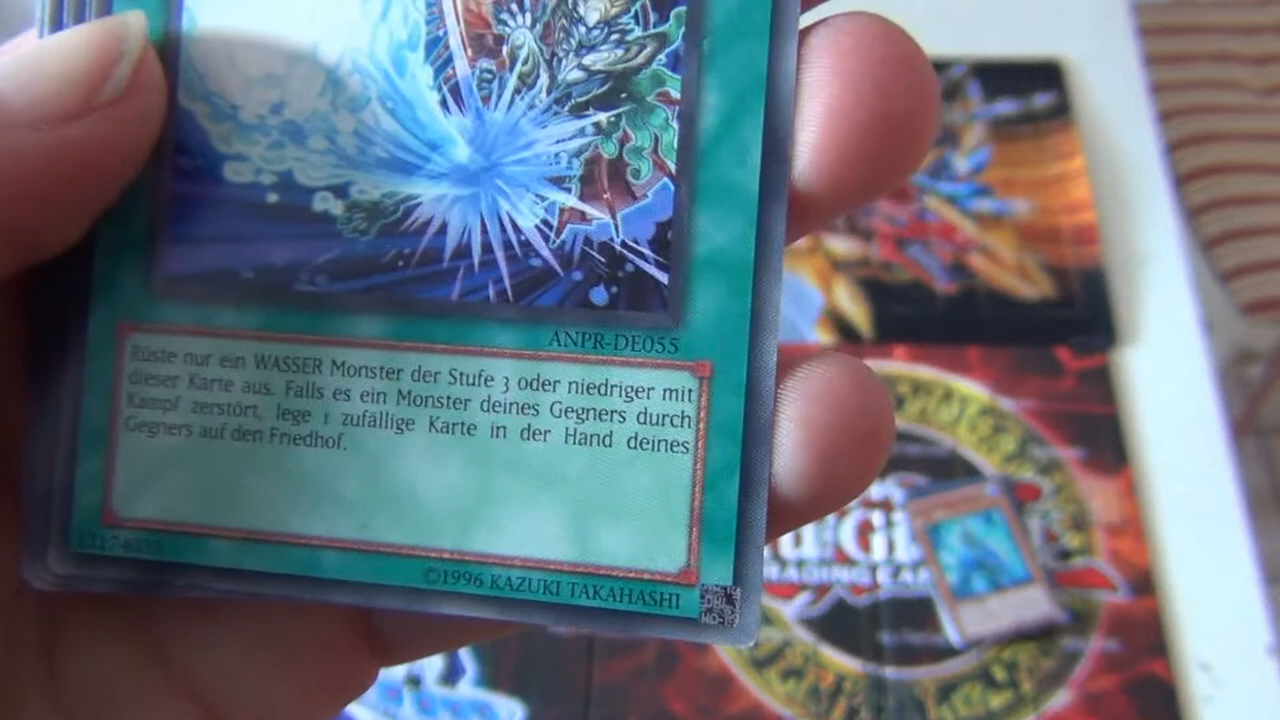 ANPR-DE055
Rüste nur ein WASSER Monster der Stufe 3 oder niedriger mit
dieser Karte aus. Falls es ein Monster deines Gegners durch
Kampf zerstört, lege 1 zufällige Karte in der Hand deines
Gegners auf den Friedhof.
©1996 KAZUKI TAKAHASHI